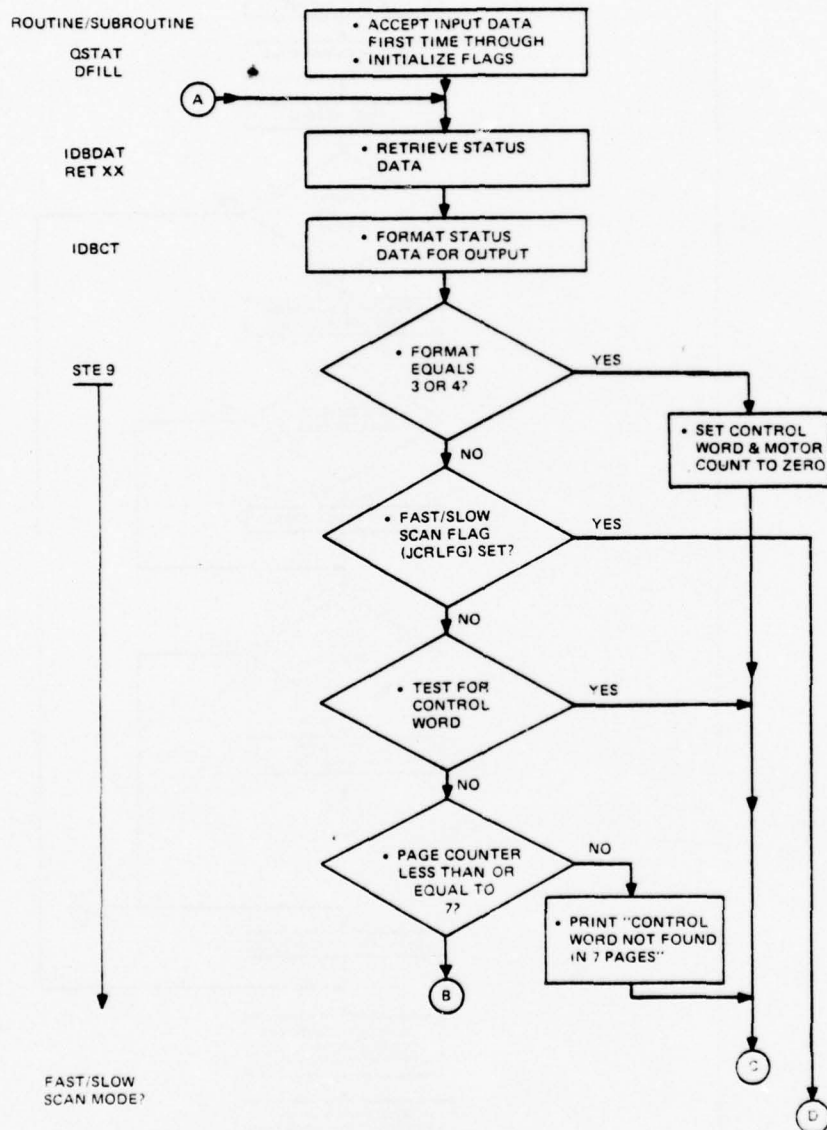 ROUTINE/SUBROUTINE
QSTAT
DFILL
• ACCEPT INPUT DATA
FIRST TIME THROUGH
• INITIALIZE FLAGS
A
IDBDAT
RET XX
• RETRIEVE STATUS
DATA
IDBCT
• FORMAT STATUS
DATA FOR OUTPUT
STE 9
• FORMAT
EQUALS
3 OR 4?
YES
• SET CONTROL
WORD & MOTOR
COUNT TO ZERO
NO
• FAST/SLOW
SCAN FLAG
(JCRLFG) SET?
YES
NO
• TEST FOR
CONTROL
WORD
YES
NO
• PAGE COUNTER
LESS THAN OR
EQUAL TO
7?
NO
• PRINT "CONTROL
WORD NOT FOUND
IN 7 PAGES"
B
C
FAST/SLOW
SCAN MODE?
D